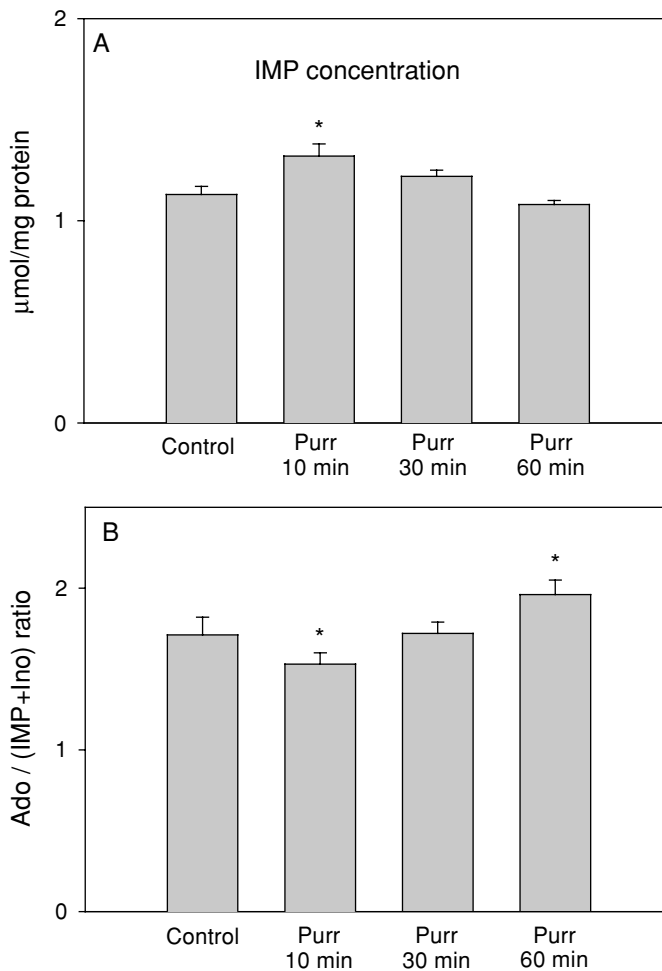 2
A
IMP concentration
*
1
µmol/mg protein
0
Control
Purr
10 min
Purr
30 min
Purr
60 min
B
*
2
*
1
Ado / (IMP+Ino) ratio
0
Control
Purr
10 min
Purr
30 min
Purr
60 min